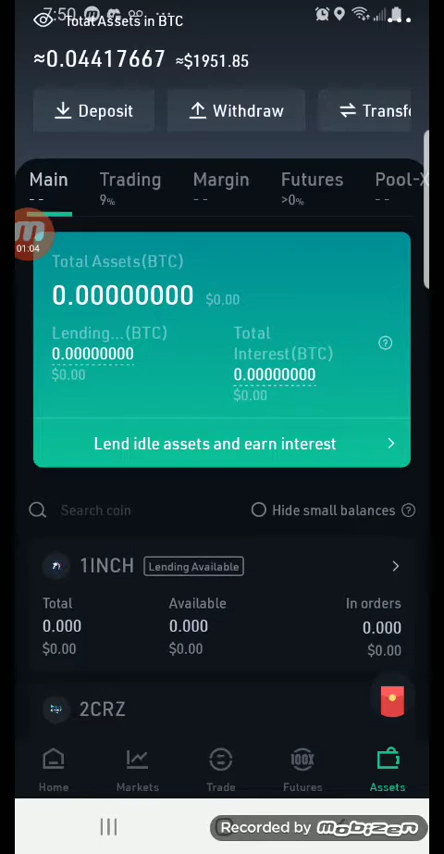 7:50
Total Assets in BTC
≈0.04417667 ≈$1951.85
Deposit Withdraw Transf
Main Trading Margin Futures Pool-X
-- 9% -- >0% --
01:04
Total Assets(BTC)
0.00000000 $0.00
Lending...(BTC) Total
Interest(BTC)
0.00000000 0.00000000
$0.00 $0.00
Lend idle assets and earn interest
Search coin Hide small balances
1INCH Lending Available
Total Available In orders
0.000 0.000 0.000
$0.00 $0.00 $0.00
2CRZ
100X
Home Markets Trade Futures Assets
Recorded by mobizen